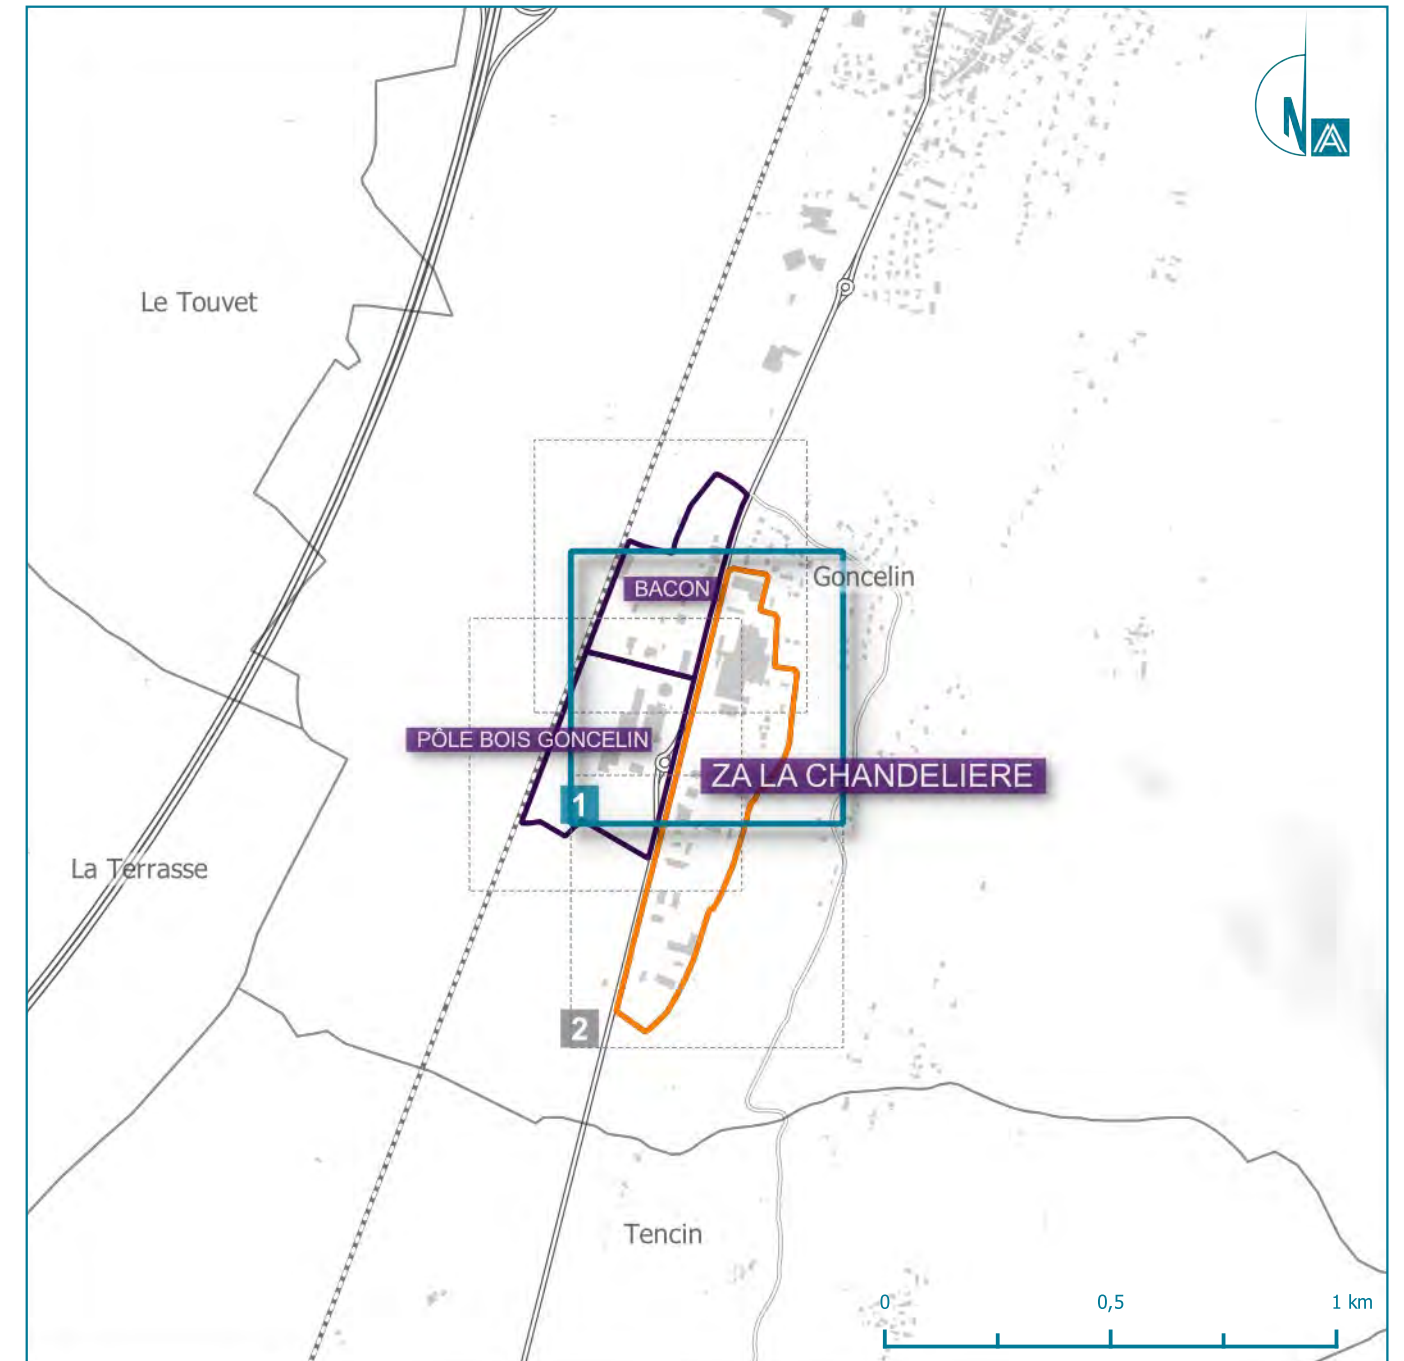 N
Le Touvet
Goncelin
BACON
PÔLE BOIS GONCELIN
ZA LA CHANDELIERE
1
La Terrasse
2
Tencin
0 0,5 1 km